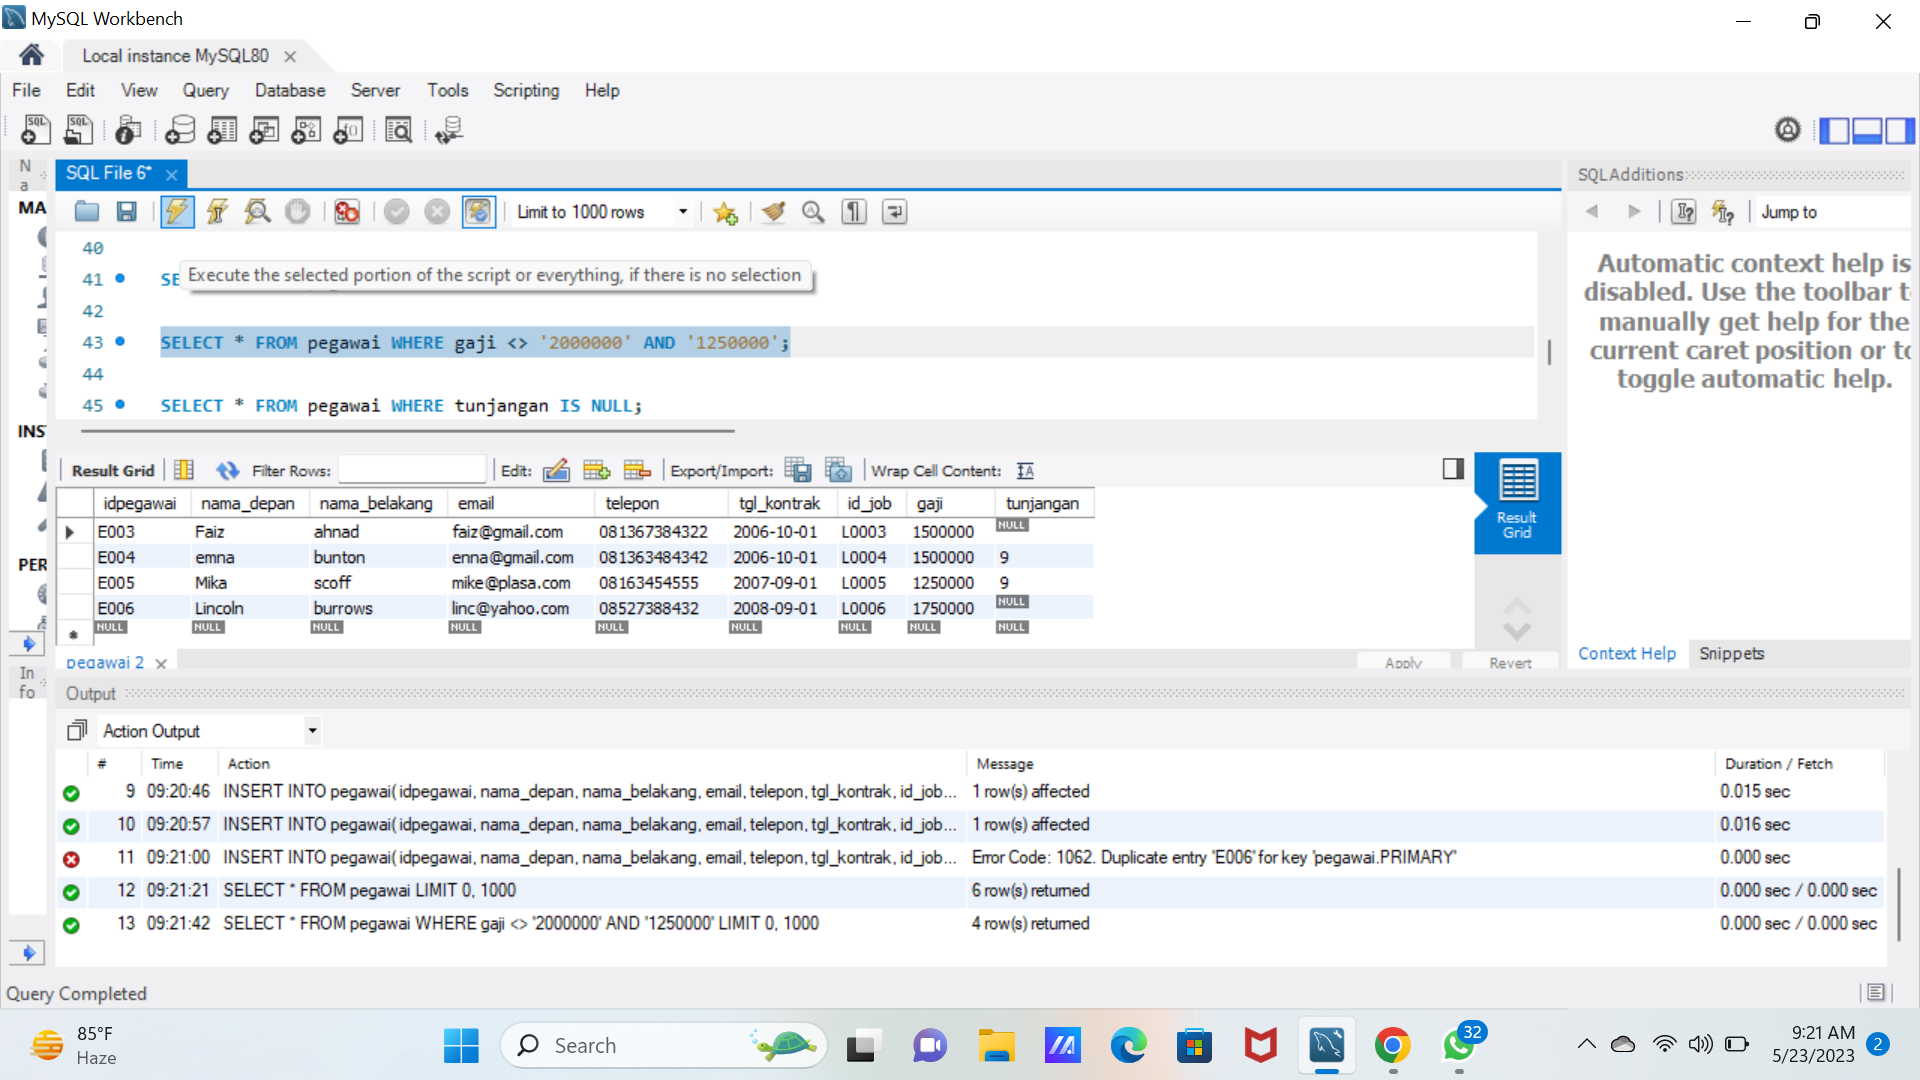 MySQL Workbench
Local instance MySQL80
File Edit View Query Database Server Tools Scripting Help
N
a
SQL File 6*
SQLAdditions
MA
Limit to 1000 rows
Jump to
40
41 SE
Execute the selected portion of the script or everything, if there is no selection
42
43 SELECT * FROM pegawai WHERE gaji <> '2000000' AND '1250000';
44
45 SELECT * FROM pegawai WHERE tunjangan IS NULL;
Automatic context help is
disabled. Use the toolbar t
manually get help for the
current caret position or to
toggle automatic help.
INS
Result Grid Filter Rows: Edit: Export/Import: Wrap Cell Content:
idpegawai nama_depan nama_belakang email telepon tgl_kontrak id_job gaji tunjangan
E003 Faiz ahnad faiz@gmail.com 081367384322 2006-10-01 L0003 1500000 NULL
E004 emna bunton enna@gmail.com 081363484342 2006-10-01 L0004 1500000 9
E005 Mika scoff mike@plasa.com 08163454555 2007-09-01 L0005 1250000 9
E006 Lincoln burrows linc@yahoo.com 08527388432 2008-09-01 L0006 1750000 NULL
NULL NULL NULL NULL NULL NULL NULL NULL NULL
Result
Grid
PER
pegawai 2
Apply Revert
Context Help Snippets
In
fo
Output
Action Output
# Time Action Message Duration / Fetch
9 09:20:46 INSERT INTO pegawai( idpegawai, nama_depan, nama_belakang, email, telepon, tgl_kontrak, id_job... 1 row(s) affected 0.015 sec
10 09:20:57 INSERT INTO pegawai( idpegawai, nama_depan, nama_belakang, email, telepon, tgl_kontrak, id_job... 1 row(s) affected 0.016 sec
11 09:21:00 INSERT INTO pegawai( idpegawai, nama_depan, nama_belakang, email, telepon, tgl_kontrak, id_job... Error Code: 1062. Duplicate entry 'E006' for key 'pegawai.PRIMARY' 0.000 sec
12 09:21:21 SELECT * FROM pegawai LIMIT 0, 1000 6 row(s) returned 0.000 sec / 0.000 sec
13 09:21:42 SELECT * FROM pegawai WHERE gaji <> '2000000' AND '1250000' LIMIT 0, 1000 4 row(s) returned 0.000 sec / 0.000 sec
Query Completed
85°F
Haze
Search
32
9:21 AM
5/23/2023
2